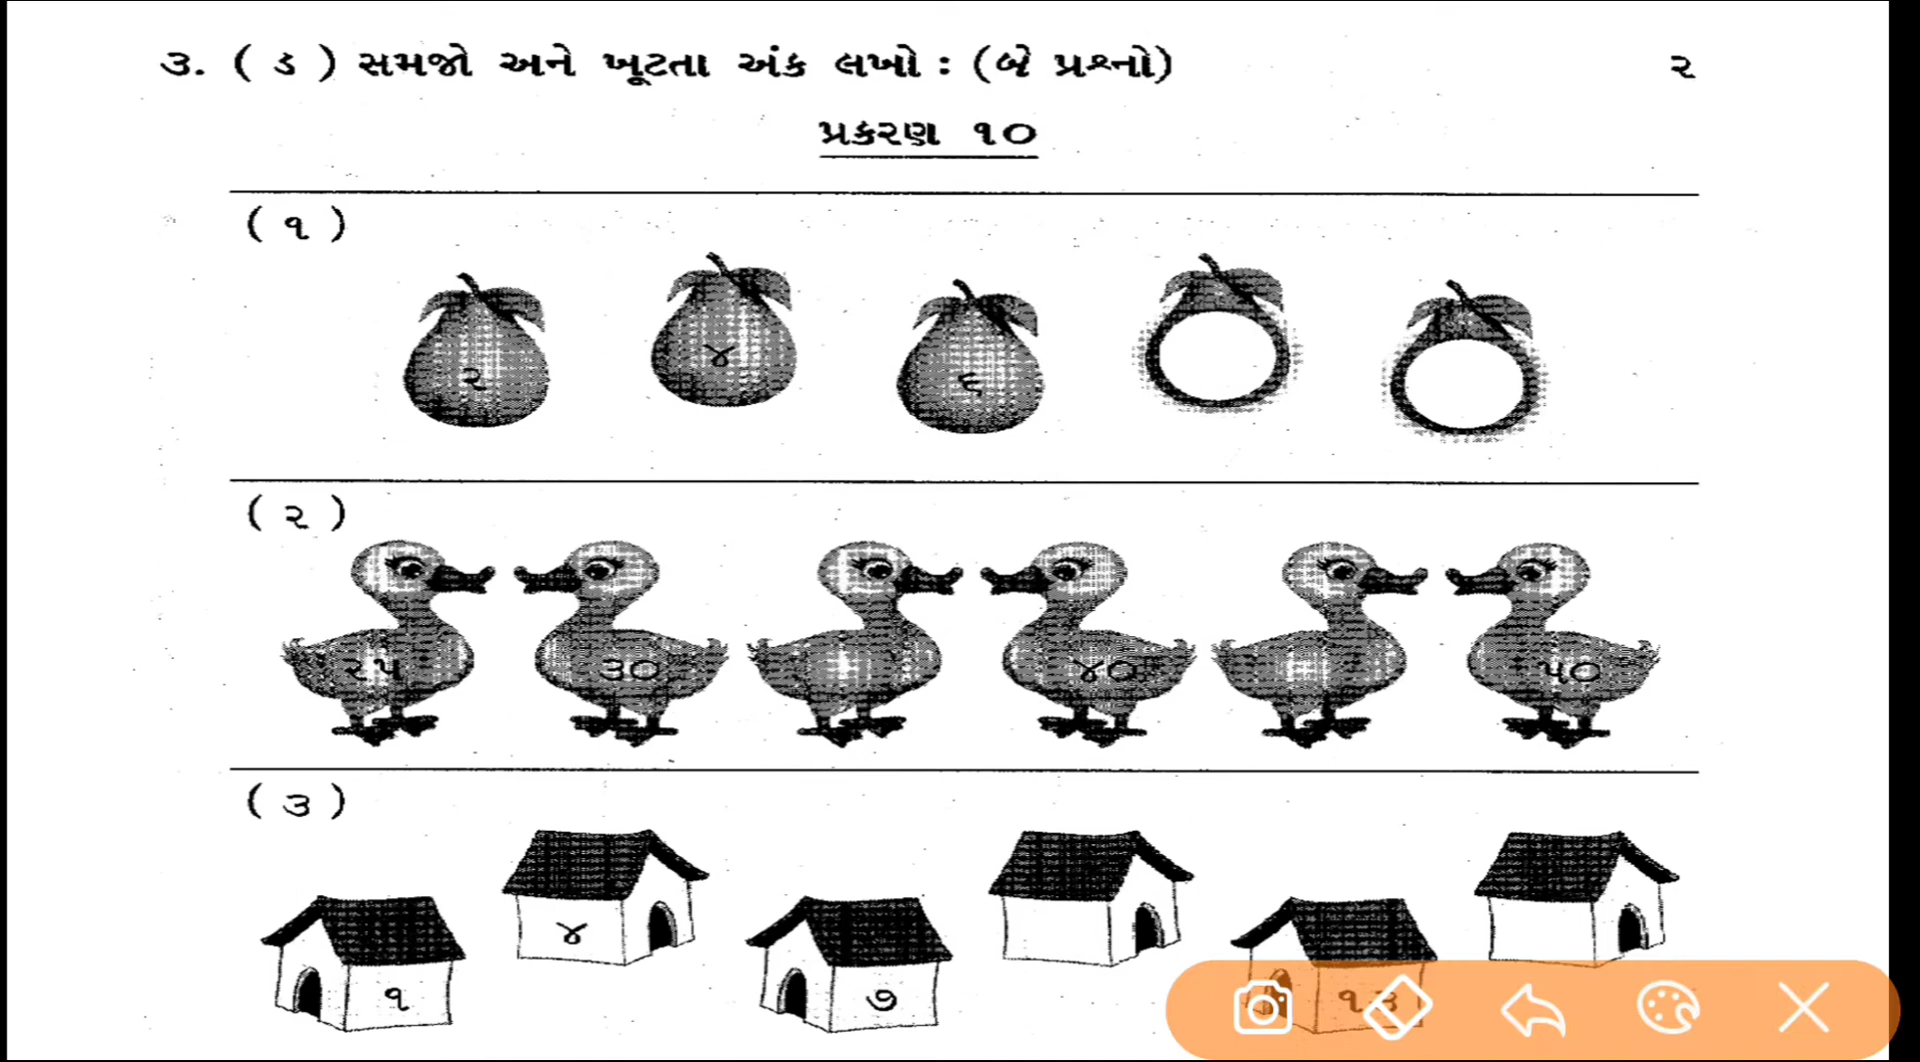 ૩. ( ડ ) સમજો અને ખૂટતા અંક લખો : (બે પ્રશ્નો) ૨
પ્રકરણ ૧૦
( ૧ )
૨ ૪ ૬
( ૨ )
૨૫ ૩૦ ૪૦ ૫૦
( ૩ )
૪
૧ ૭ ૧૩